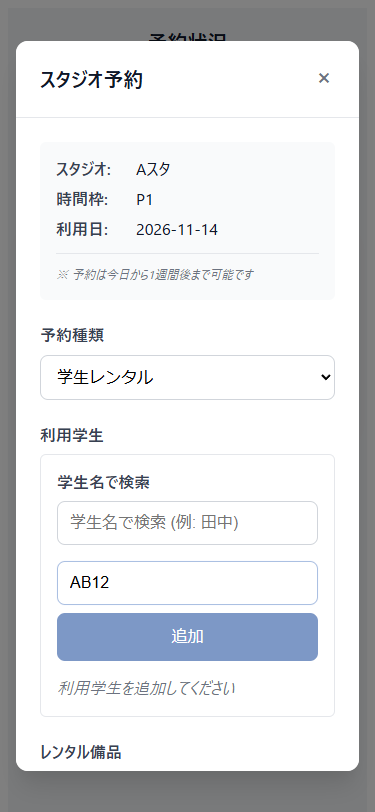 予約状況
スタジオ予約
×
スタジオ: Aスタ
時間枠: P1
利用日: 2026-11-14
※ 予約は今日から1週間後まで可能です
予約種類
学生レンタル
利用学生
学生名で検索
学生名で検索 (例: 田中)
AB12
追加
利用学生を追加してください
レンタル備品